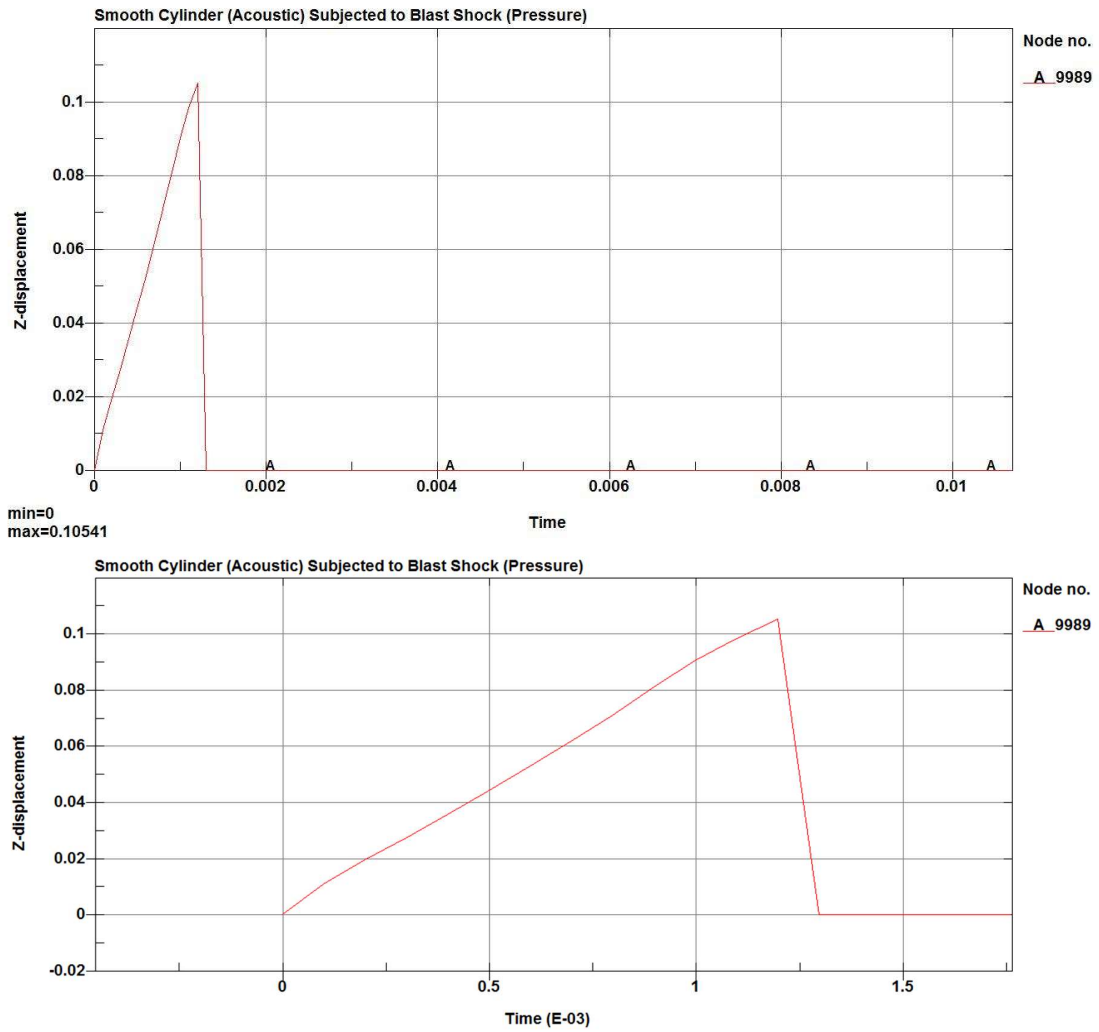 Smooth Cylinder (Acoustic) Subjected to Blast Shock (Pressure)
Node no.
A 9989
Z-displacement
0.1
0.08
0.06
0.04
0.02
0
A A A A A
0 0.002 0.004 0.006 0.008 0.01
min=0
max=0.10541
Time
Smooth Cylinder (Acoustic) Subjected to Blast Shock (Pressure)
Node no.
A 9989
Z-displacement
0.1
0.08
0.06
0.04
0.02
0
-0.02
0 0.5 1 1.5
Time (E-03)